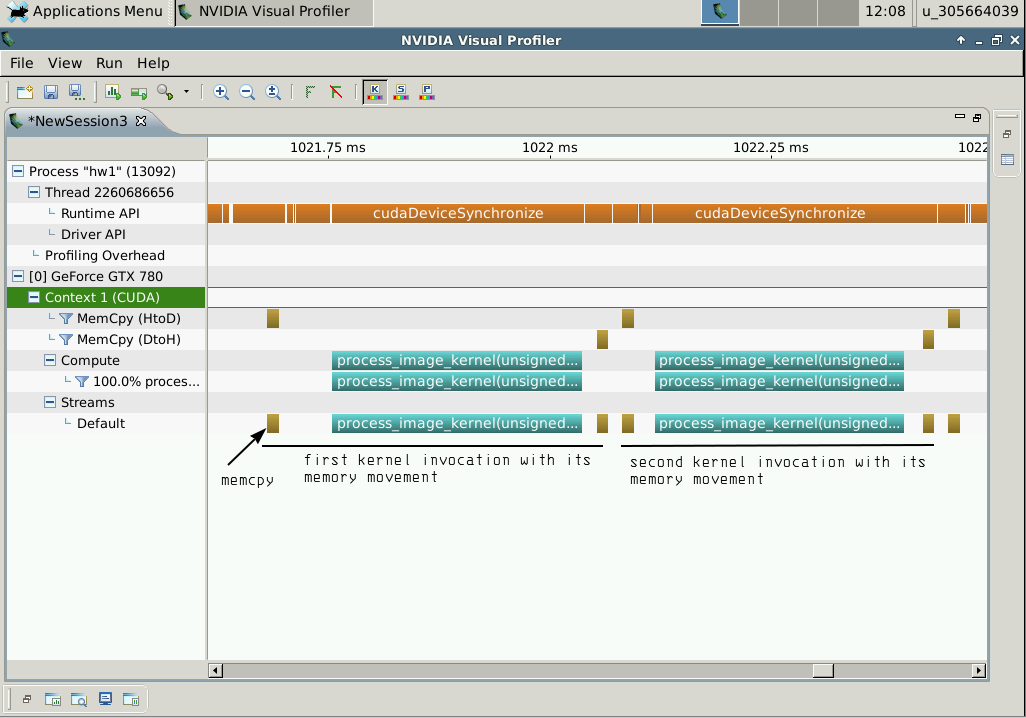 Applications Menu
NVIDIA Visual Profiler
12:08
u_305664039
NVIDIA Visual Profiler
File View Run Help
K S P
*NewSession3
1021.75 ms 1022 ms 1022.25 ms 1022
Process "hw1" (13092)
Thread 2260686656
Runtime API
cudaDeviceSynchronize cudaDeviceSynchronize
Driver API
Profiling Overhead
[0] GeForce GTX 780
Context 1 (CUDA)
MemCpy (HtoD)
MemCpy (DtoH)
Compute
process_image_kernel(unsigned... process_image_kernel(unsigned...
100.0% proces...
process_image_kernel(unsigned... process_image_kernel(unsigned...
Streams
Default
process_image_kernel(unsigned... process_image_kernel(unsigned...
memcpy
first kernel invocation with its
memory movement
second kernel invocation with its
memory movement